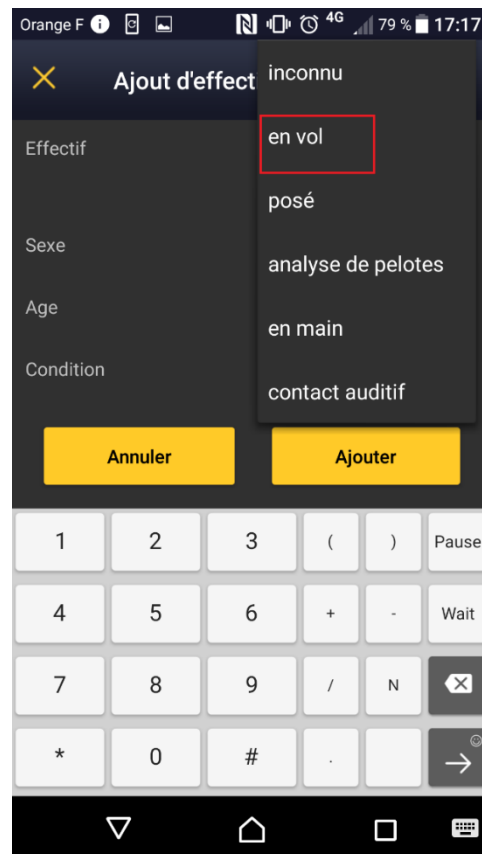 Orange F 4G 79 % 17:17
Ajout d'effect
inconnu
en vol
posé
analyse de pelotes
en main
contact auditif
Effectif
Sexe
Age
Condition
Annuler Ajouter
1 2 3 ( ) Pause
4 5 6 + - Wait
7 8 9 / N
* 0 # .